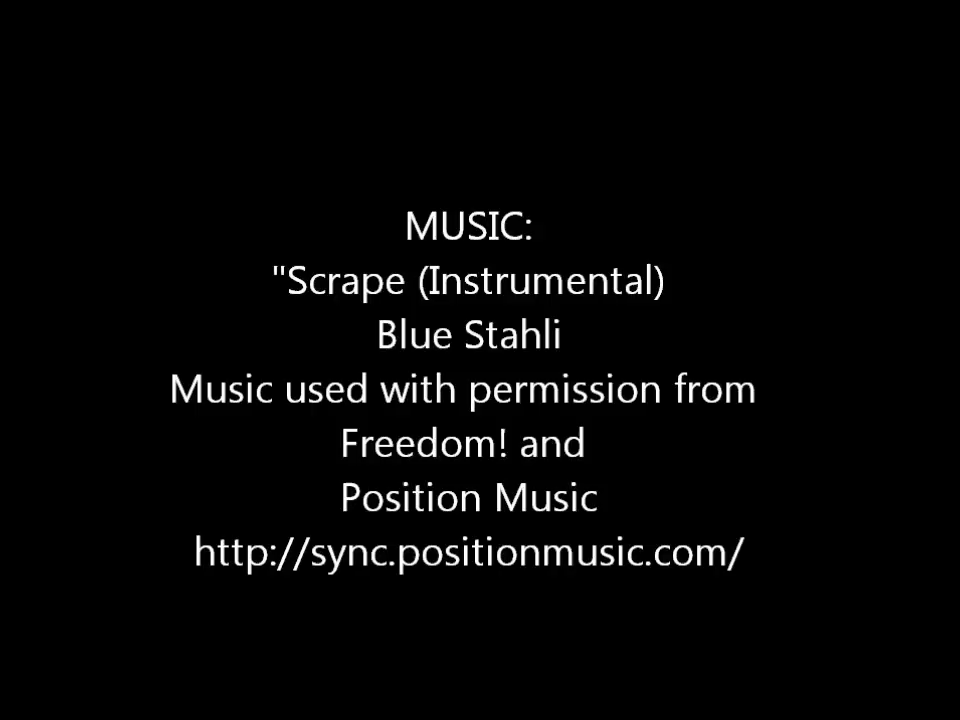 MUSIC:
"Scrape (Instrumental)
Blue Stahli
Music used with permission from
Freedom! and
Position Music
http://sync.positionmusic.com/